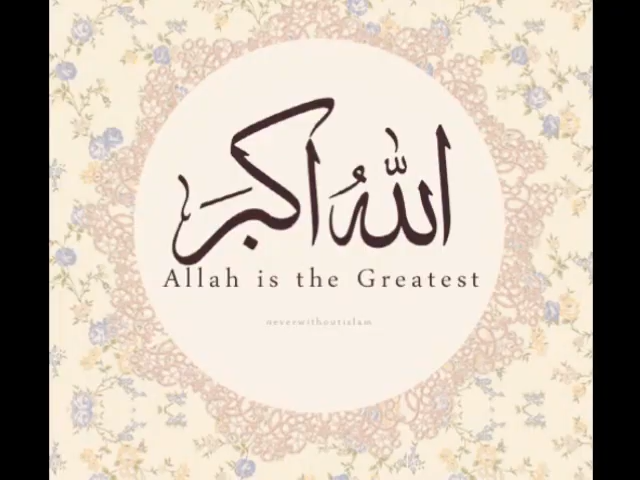 اللهُ اكبرَ
Allah is the Greatest
neverwithoutislam